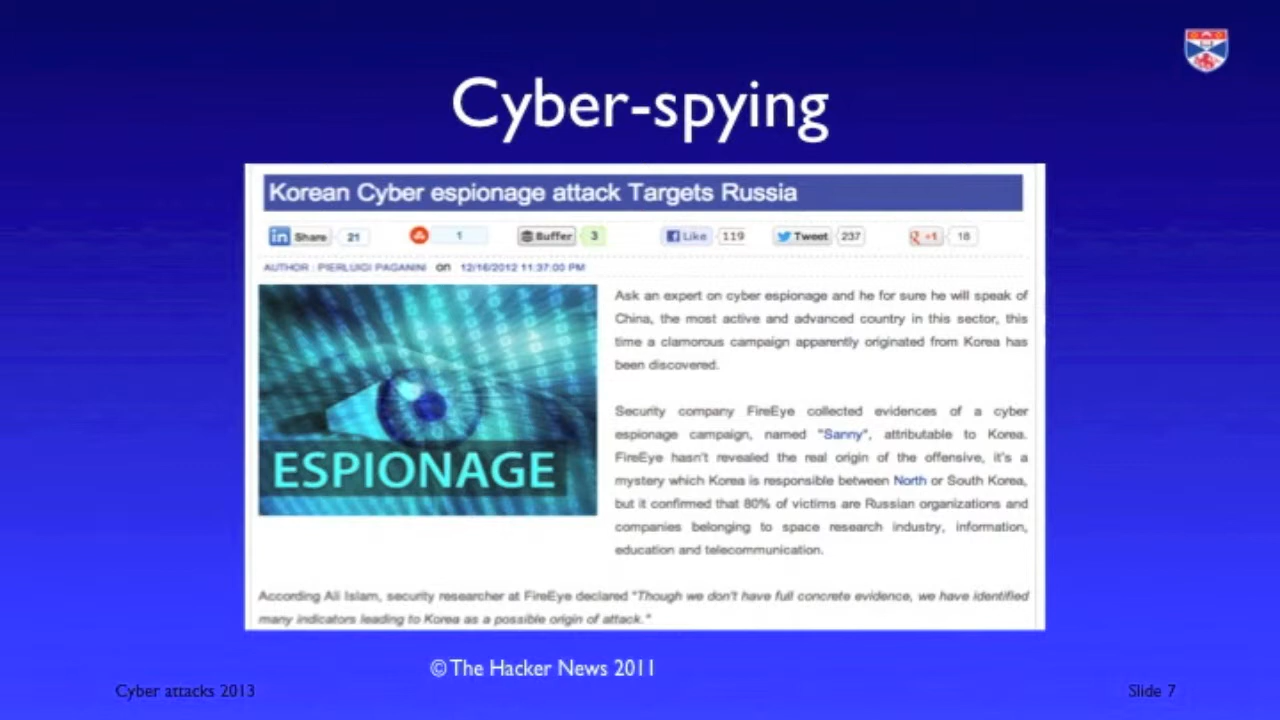 Cyber-spying
Korean Cyber espionage attack Targets Russia
in Share 21 1 Buffer 3 Like 119 Tweet 237 +1 18
AUTHOR : PIERLUIGI PAGANINI on 12/16/2012 11:37:00 PM
Ask an expert on cyber espionage and he for sure he will speak of
China, the most active and advanced country in this sector, this
time a clamorous campaign apparently originated from Korea has
been discovered.
Security company FireEye collected evidences of a cyber
espionage campaign, named "Sanny", attributable to Korea.
FireEye hasn't revealed the real origin of the offensive, it's a
mystery which Korea is responsible between North or South Korea,
but it confirmed that 80% of victims are Russian organizations and
companies belonging to space research industry, information,
education and telecommunication.
ESPIONAGE
According Ali Islam, security researcher at FireEye declared "Though we don't have full concrete evidence, we have identified
many indicators leading to Korea as a possible origin of attack."
© The Hacker News 2011
Cyber attacks 2013
Slide 7